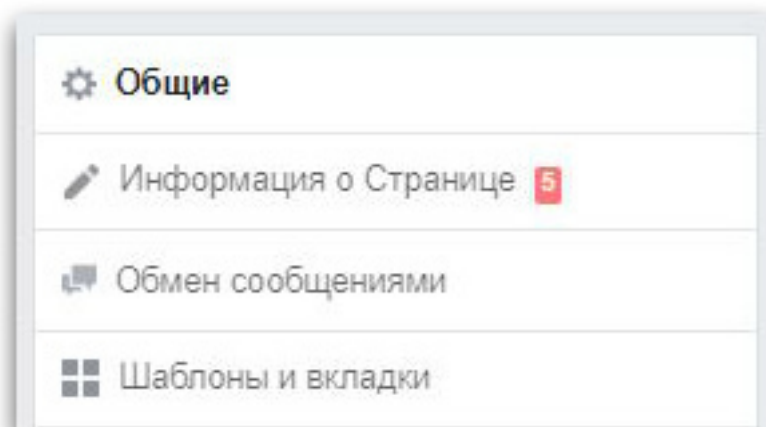 Общие
Информация о Странице 5
Обмен сообщениями
Шаблоны и вкладки